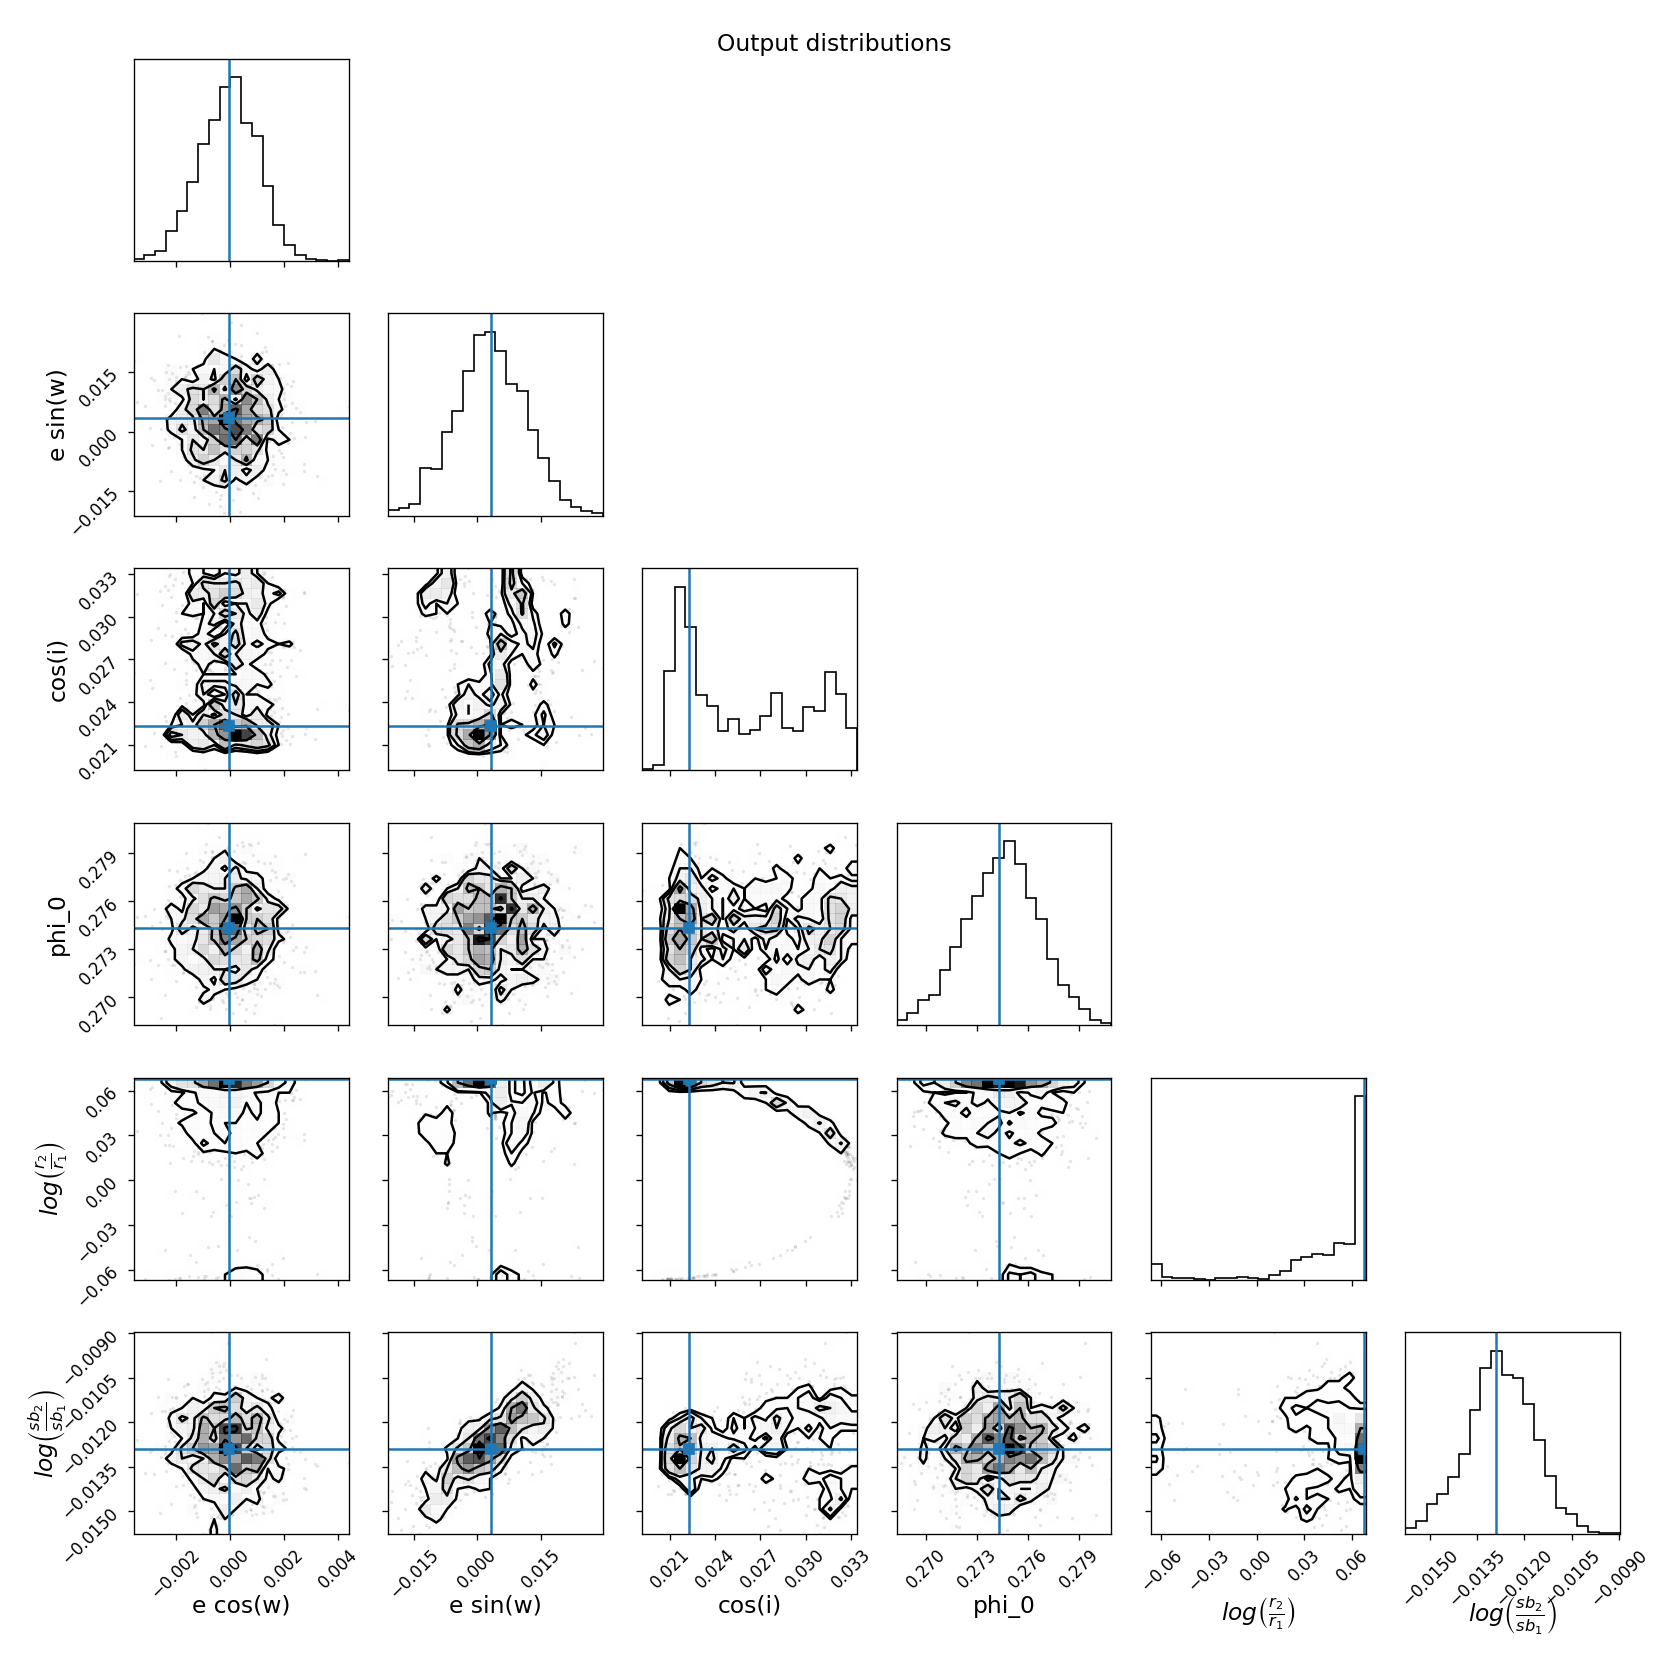 Output distributions
e sin(w)
0.015
0.000
−0.015
cos(i)
0.033
0.030
0.027
0.024
0.021
phi_0
0.279
0.276
0.273
0.270
log(r₂/r₁)
0.06
0.03
0.00
−0.03
−0.06
log(sb₂/sb₁)
−0.0090
−0.0105
−0.0120
−0.0135
−0.0150
−0.002 0.000 0.002 0.004
e cos(w)
−0.015 0.000 0.015
e sin(w)
0.021 0.024 0.027 0.030 0.033
cos(i)
0.270 0.273 0.276 0.279
phi_0
−0.06 −0.03 0.00 0.03 0.06
log(r₂/r₁)
−0.0150 −0.0135 −0.0120 −0.0105 −0.0090
log(sb₂/sb₁)